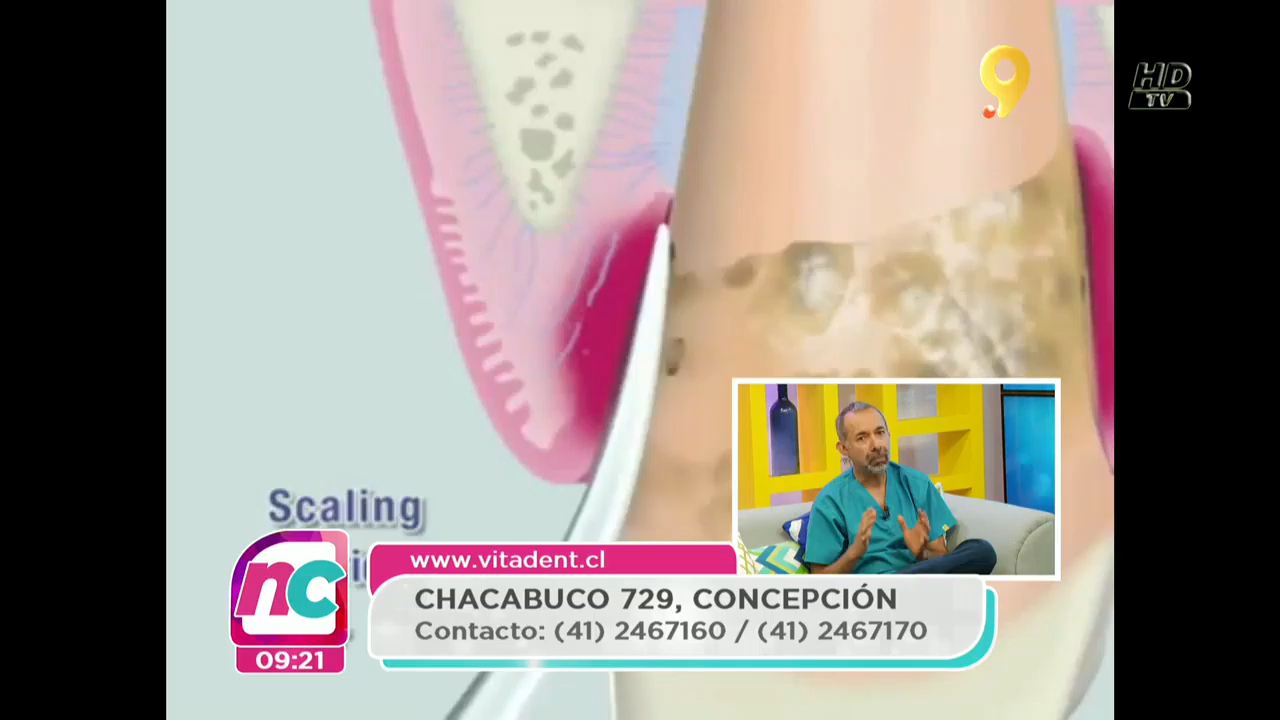 9
HD
TV
Scaling
www.vitadent.cl
nc
CHACABUCO 729, CONCEPCIÓN
Contacto: (41) 2467160 / (41) 2467170
09:21